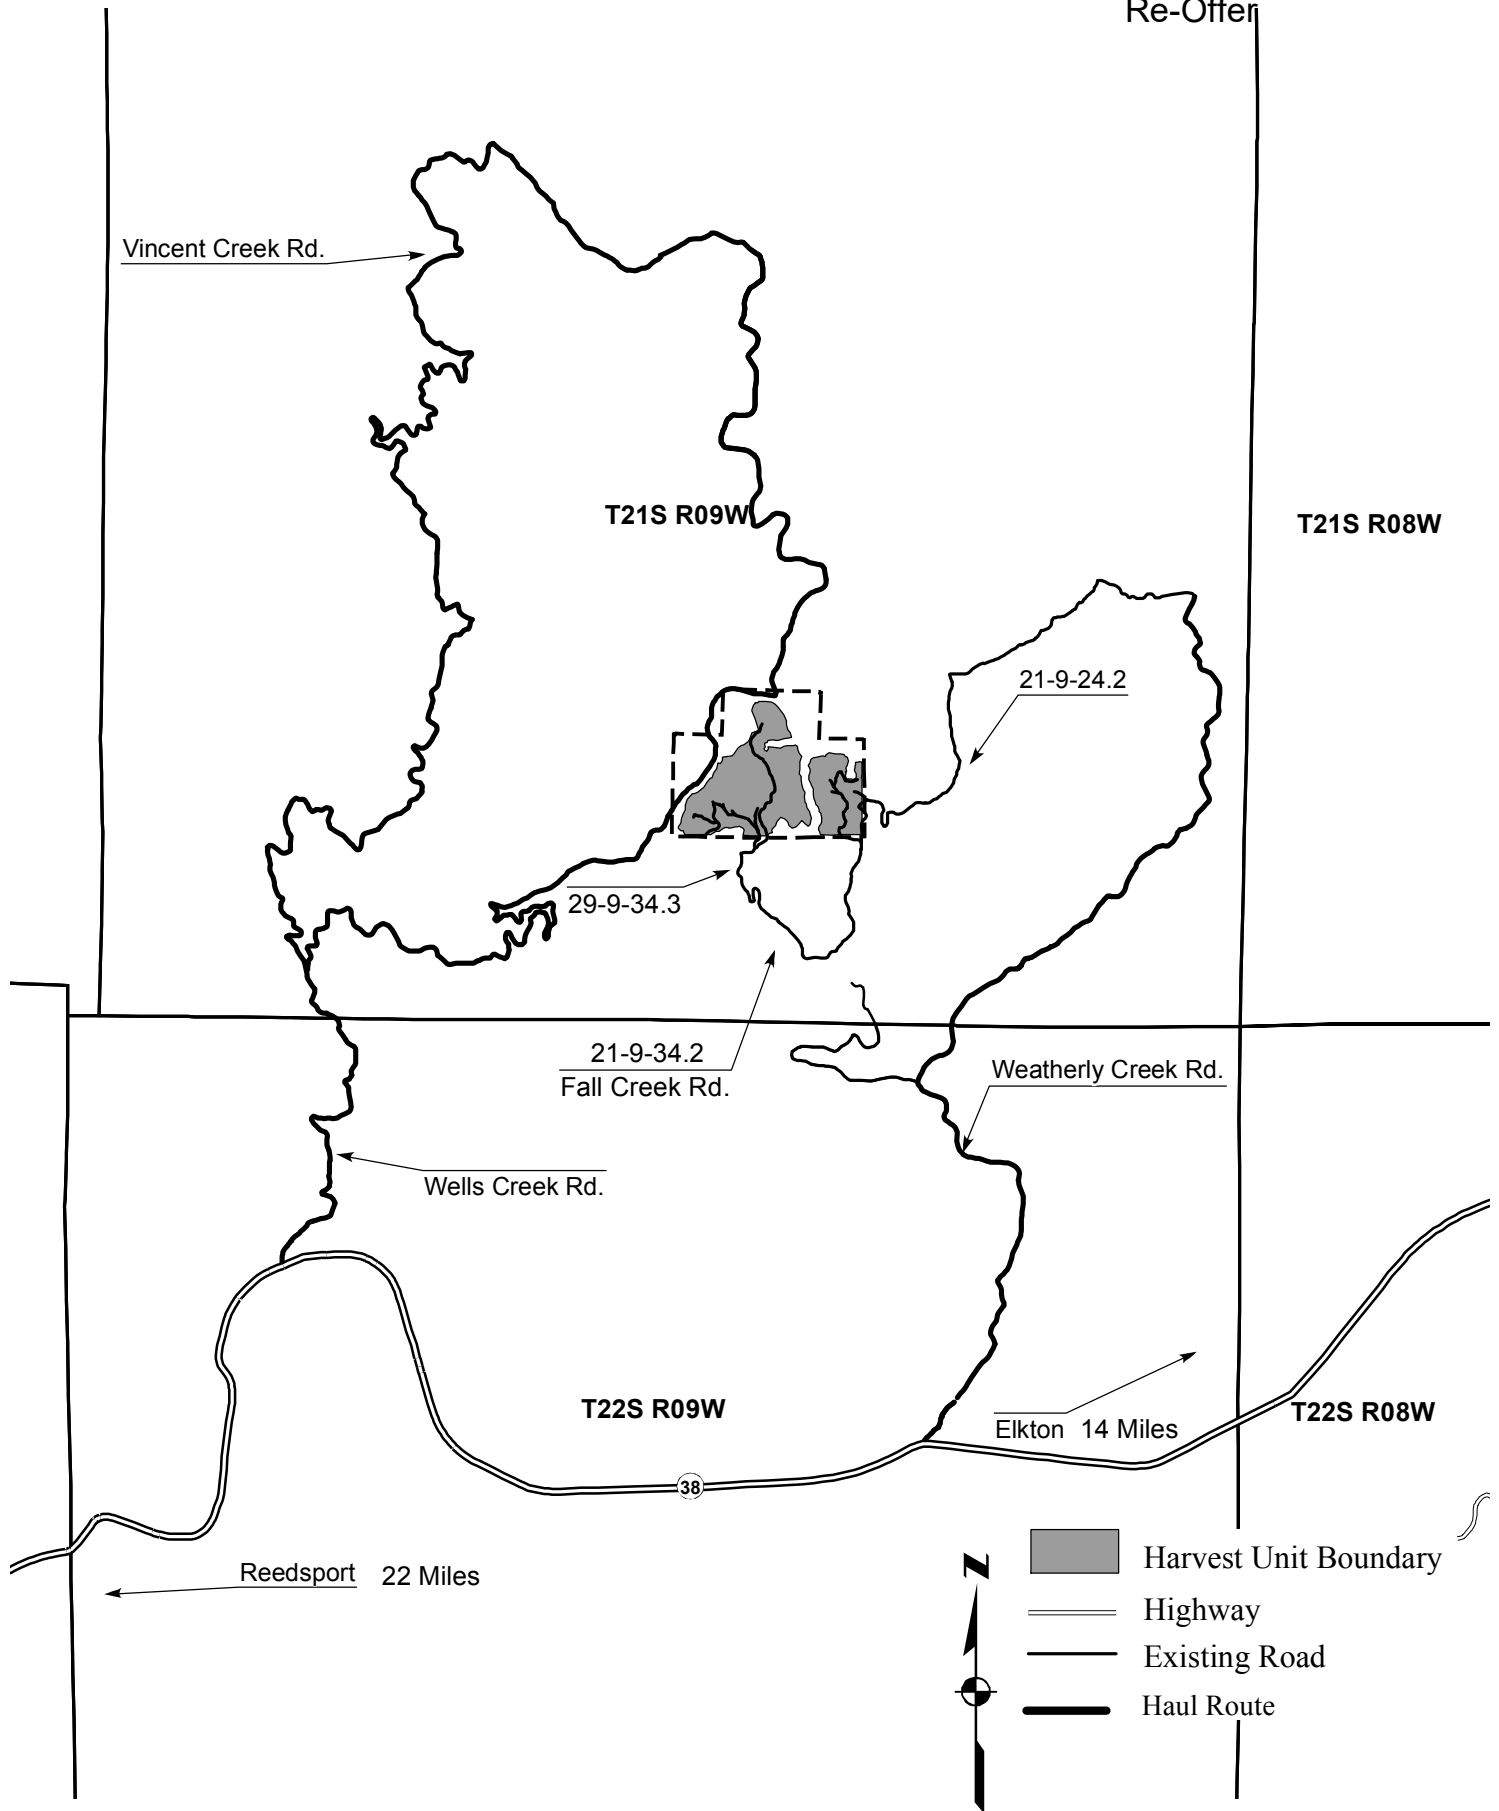 Re-Offer
Vincent Creek Rd.
T21S R09W
T21S R08W
21-9-24.2
29-9-34.3
21-9-34.2
Fall Creek Rd.
Weatherly Creek Rd.
Wells Creek Rd.
T22S R09W
T22S R08W
Elkton 14 Miles
38
Reedsport 22 Miles
Z
Harvest Unit Boundary
Highway
Existing Road
Haul Route